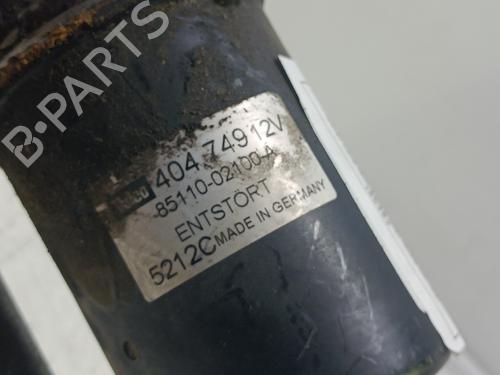 B-PARTS
404.749 12V
85110-02100-A
ENTSTÖRT
5212C MADE IN GERMANY